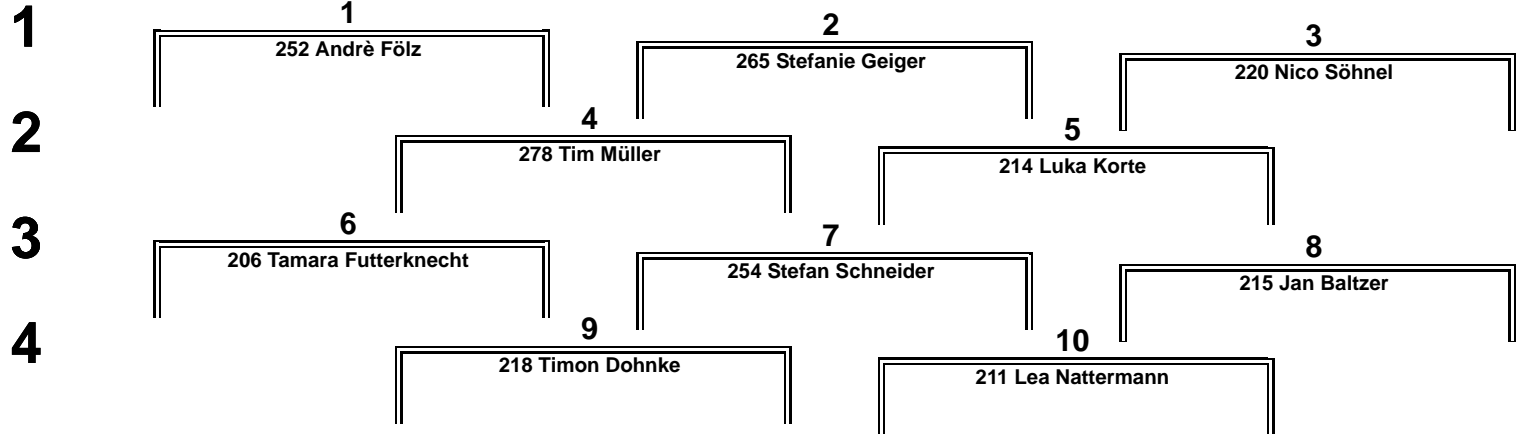 1
1
2
3
252 Andrè Fölz
265 Stefanie Geiger
220 Nico Söhnel
2
4
5
278 Tim Müller
214 Luka Korte
3
6
7
8
206 Tamara Futterknecht
254 Stefan Schneider
215 Jan Baltzer
4
9
10
218 Timon Dohnke
211 Lea Nattermann